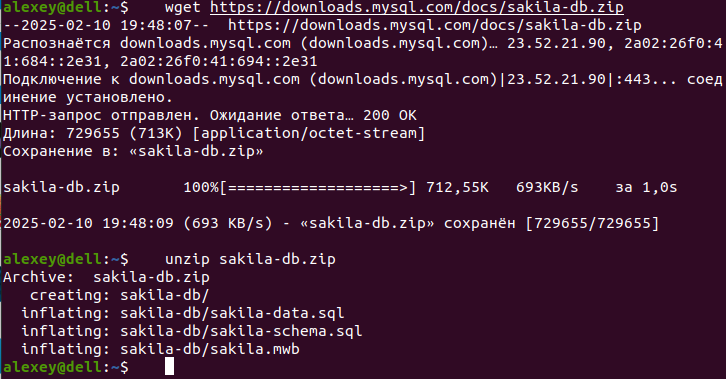 alexey@dell:~$    wget https://downloads.mysql.com/docs/sakila-db.zip
--2025-02-10 19:48:07--  https://downloads.mysql.com/docs/sakila-db.zip
Распознаётся downloads.mysql.com (downloads.mysql.com)… 23.52.21.90, 2a02:26f0:4
1:684::2e31, 2a02:26f0:41:694::2e31
Подключение к downloads.mysql.com (downloads.mysql.com)|23.52.21.90|:443... соед
инение установлено.
HTTP-запрос отправлен. Ожидание ответа… 200 OK
Длина: 729655 (713K) [application/octet-stream]
Сохранение в: «sakila-db.zip»
sakila-db.zip       100%[===================>] 712,55K   693KB/s    за 1,0s
2025-02-10 19:48:09 (693 KB/s) - «sakila-db.zip» сохранён [729655/729655]
alexey@dell:~$    unzip sakila-db.zip
Archive:  sakila-db.zip
   creating: sakila-db/
  inflating: sakila-db/sakila-data.sql
  inflating: sakila-db/sakila-schema.sql
  inflating: sakila-db/sakila.mwb
alexey@dell:~$